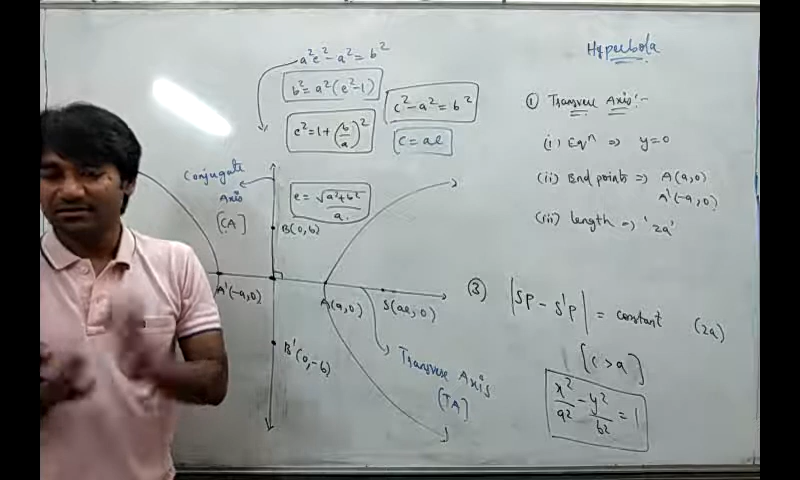 Hyperbola
a²e² - a² = b²
b² = a²(e²-1)
e² = 1 + (b/a)²
c² - a² = b²
c = ae
e = √a²+b² / a
Conjugate
Axis
[CA]
B(0,b)
A'(-a,0)
A(a,0)
S(ae,0)
B'(0,-b)
Transverse Axis
[TA]
① Transverse Axis:-
(i) Eqⁿ ⇒ y=0
(ii) End points ⇒ A(a,0)
A'(-a,0)
(iii) length ⇒ '2a'
③ |SP - S'P| = constant (2a)
[c>a]
x²/a² - y²/b² = 1